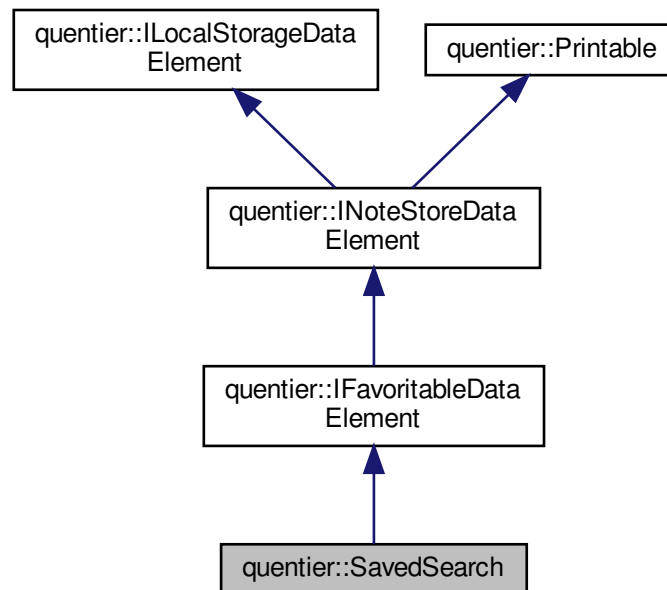 quentier::ILocalStorageData
Element
quentier::Printable
quentier::INoteStoreData
Element
quentier::IFavoritableData
Element
quentier::SavedSearch